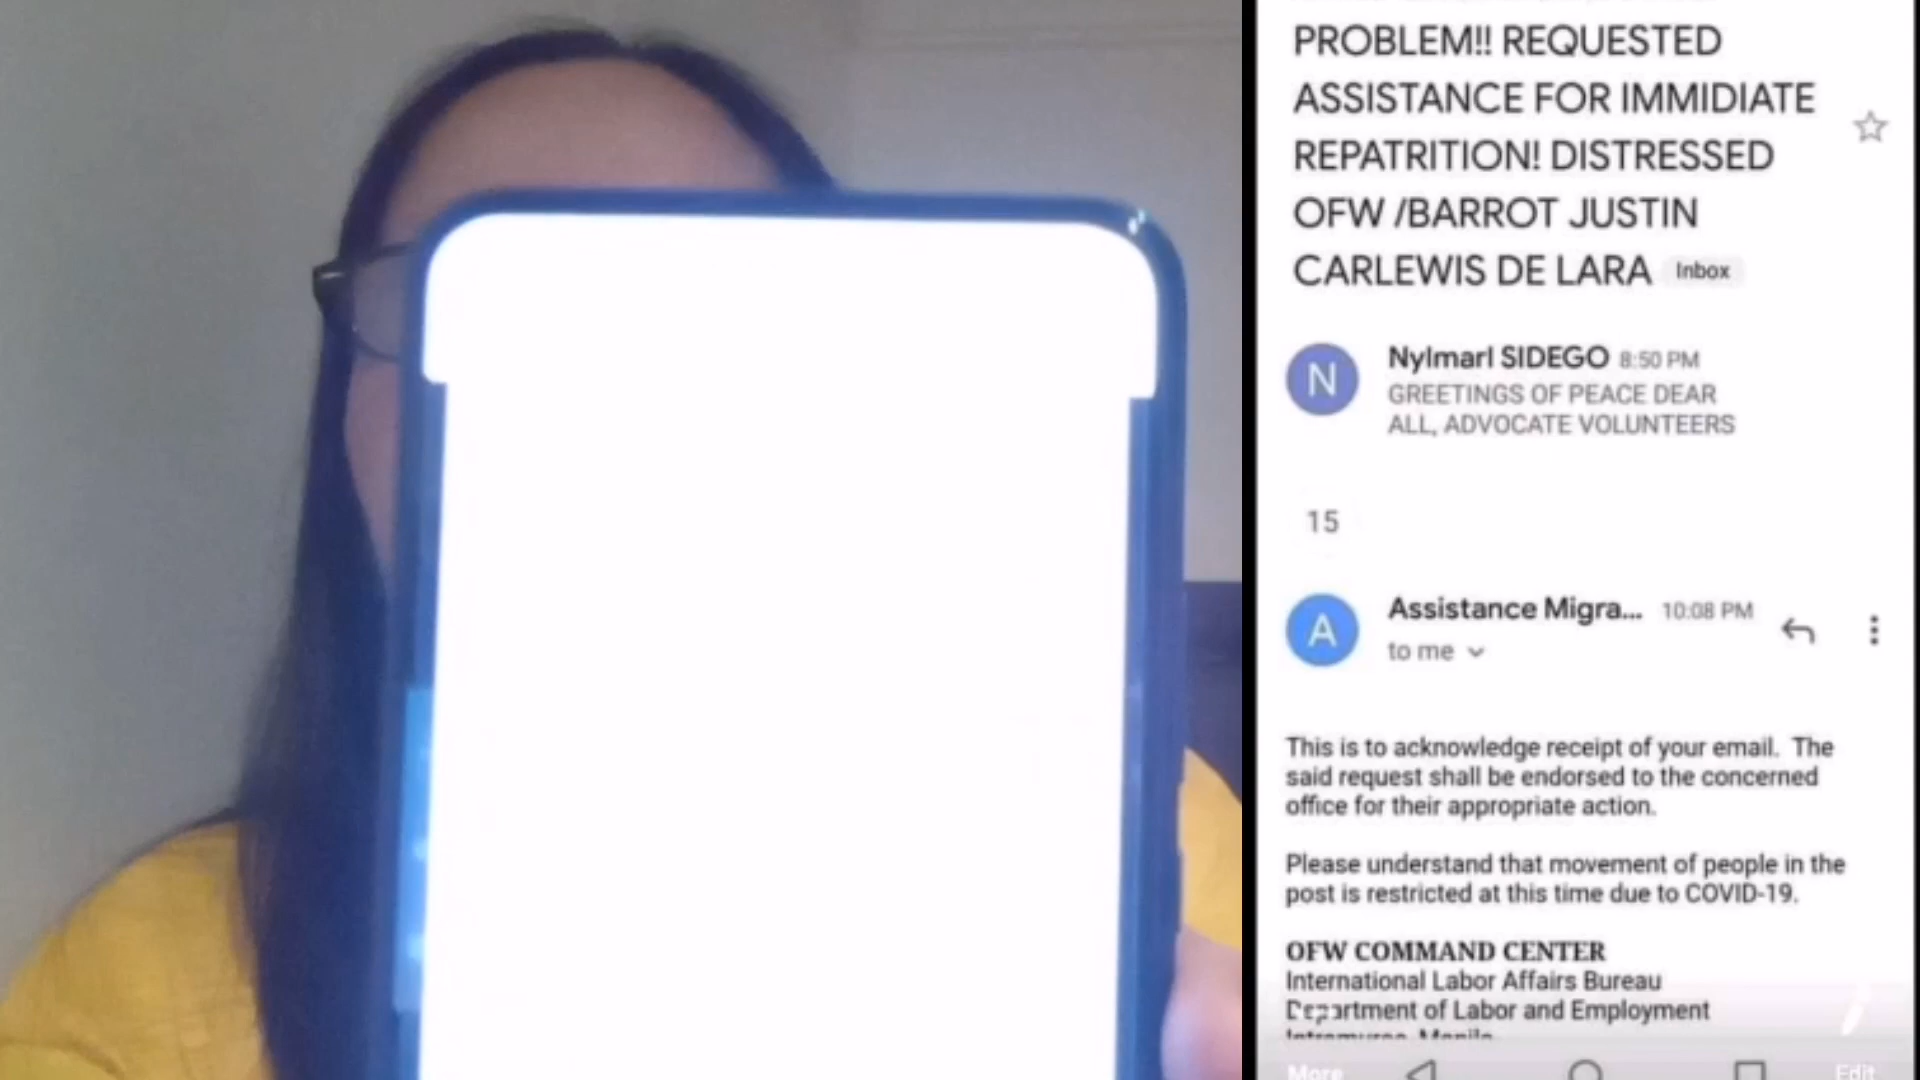 PROBLEM!! REQUESTED
ASSISTANCE FOR IMMIDIATE
REPATRITION! DISTRESSED
OFW /BARROT JUSTIN
CARLEWIS DE LARA Inbox
Nylmarl SIDEGO 8:50 PM
GREETINGS OF PEACE DEAR
ALL, ADVOCATE VOLUNTEERS
15
A
N
Assistance Migra... 10:08 PM
to me
This is to acknowledge receipt of your email. The
said request shall be endorsed to the concerned
office for their appropriate action.
Please understand that movement of people in the
post is restricted at this time due to COVID-19.
OFW COMMAND CENTER
International Labor Affairs Bureau
Department of Labor and Employment
Intramuros, Manila
More
Edit